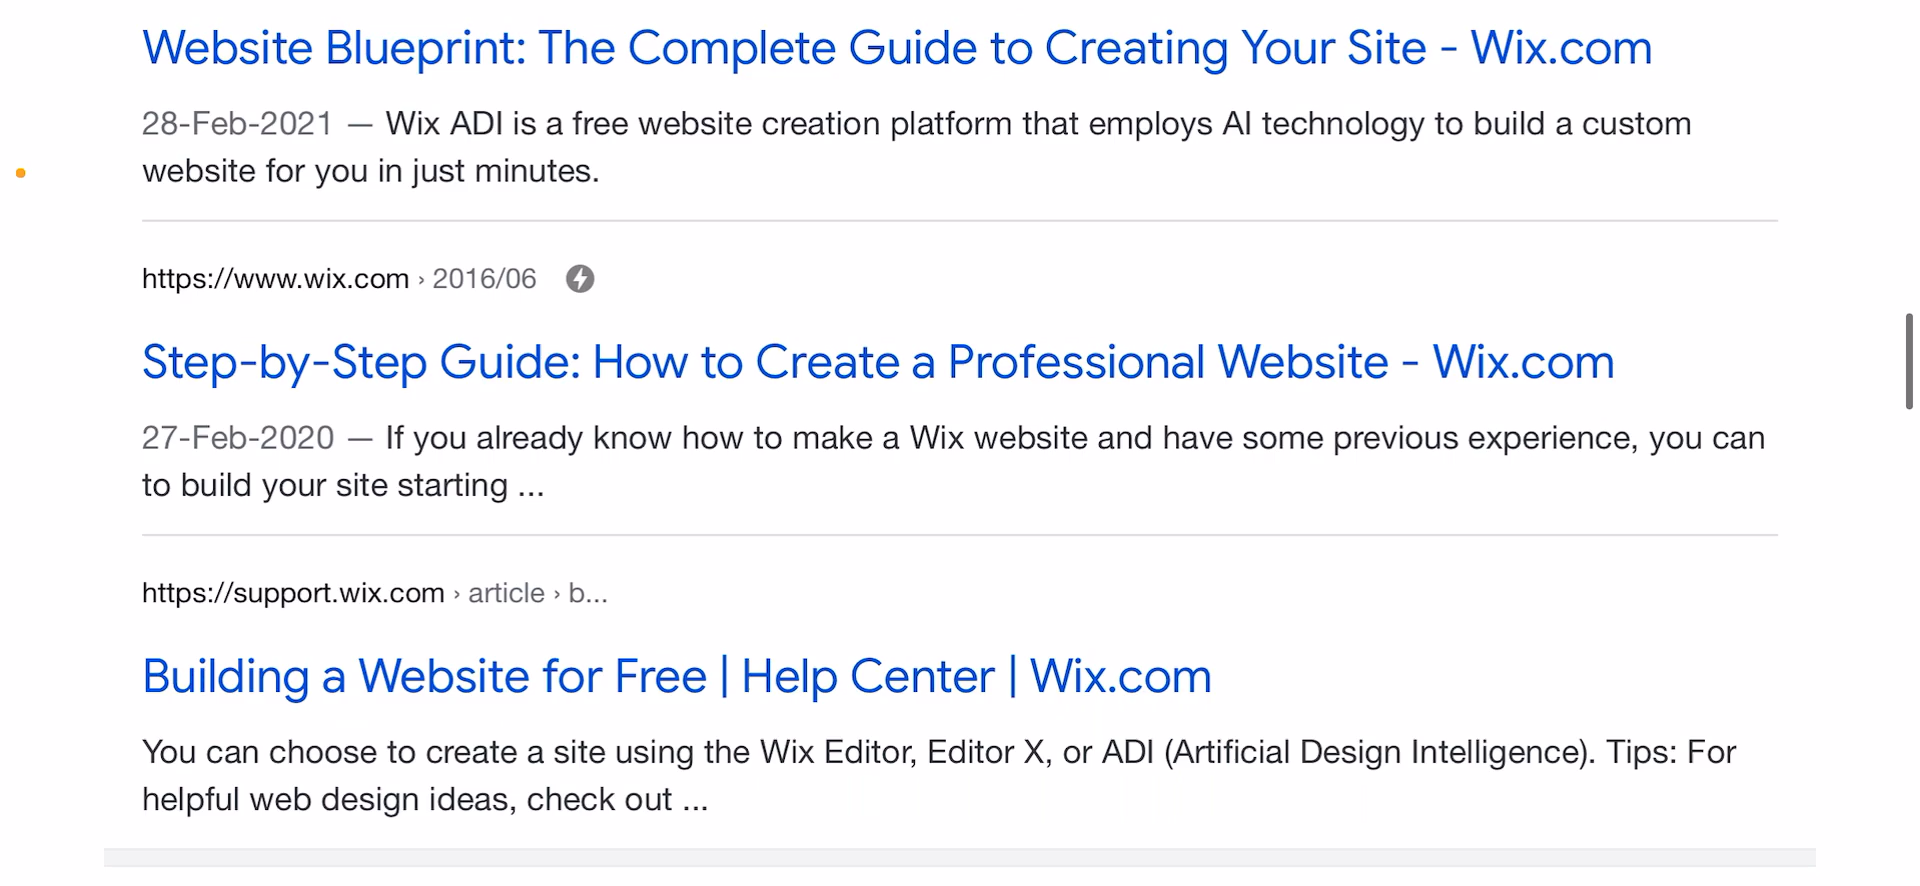 Website Blueprint: The Complete Guide to Creating Your Site - Wix.com
28-Feb-2021 — Wix ADI is a free website creation platform that employs AI technology to build a custom
website for you in just minutes.
https://www.wix.com › 2016/06
Step-by-Step Guide: How to Create a Professional Website - Wix.com
27-Feb-2020 — If you already know how to make a Wix website and have some previous experience, you can
to build your site starting ...
https://support.wix.com › article › b...
Building a Website for Free | Help Center | Wix.com
You can choose to create a site using the Wix Editor, Editor X, or ADI (Artificial Design Intelligence). Tips: For
helpful web design ideas, check out ...